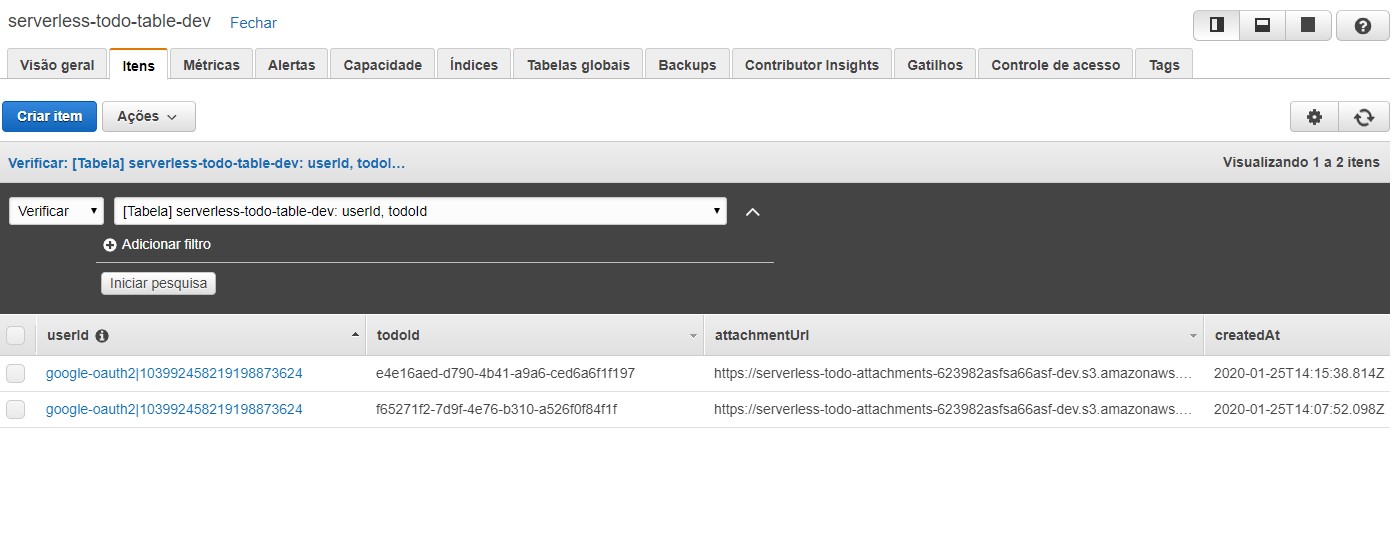 serverless-todo-table-dev Fechar
Visão geral Itens Métricas Alertas Capacidade Índices Tabelas globais Backups Contributor Insights Gatilhos Controle de acesso Tags
Criar item Ações
Verificar: [Tabela] serverless-todo-table-dev: userId, todoI… Visualizando 1 a 2 itens
Verificar [Tabela] serverless-todo-table-dev: userId, todoId
Adicionar filtro
Iniciar pesquisa
userId todoId attachmentUrl createdAt
google-oauth2|103992458219198873624 e4e16aed-d790-4b41-a9a6-ced6a6f1f197 https://serverless-todo-attachments-623982asfsa66asf-dev.s3.amazonaws.… 2020-01-25T14:15:38.814Z
google-oauth2|103992458219198873624 f65271f2-7d9f-4e76-b310-a526f0f84f1f https://serverless-todo-attachments-623982asfsa66asf-dev.s3.amazonaws.… 2020-01-25T14:07:52.098Z